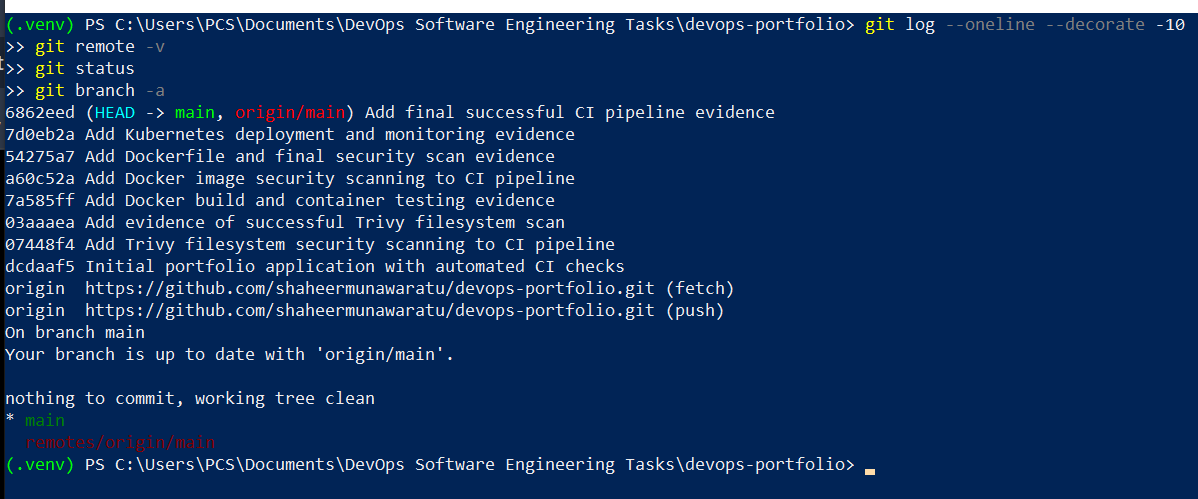 (.venv) PS C:\Users\PCS\Documents\DevOps Software Engineering Tasks\devops-portfolio> git log --oneline --decorate -10
>> git remote -v
>> git status
>> git branch -a
6862eed (HEAD -> main, origin/main) Add final successful CI pipeline evidence
7d0eb2a Add Kubernetes deployment and monitoring evidence
54275a7 Add Dockerfile and final security scan evidence
a60c52a Add Docker image security scanning to CI pipeline
7a585ff Add Docker build and container testing evidence
03aaaea Add evidence of successful Trivy filesystem scan
07448f4 Add Trivy filesystem security scanning to CI pipeline
dcdaaf5 Initial portfolio application with automated CI checks
origin  https://github.com/shaheermunawaratu/devops-portfolio.git (fetch)
origin  https://github.com/shaheermunawaratu/devops-portfolio.git (push)
On branch main
Your branch is up to date with 'origin/main'.

nothing to commit, working tree clean
* main
  remotes/origin/main
(.venv) PS C:\Users\PCS\Documents\DevOps Software Engineering Tasks\devops-portfolio>